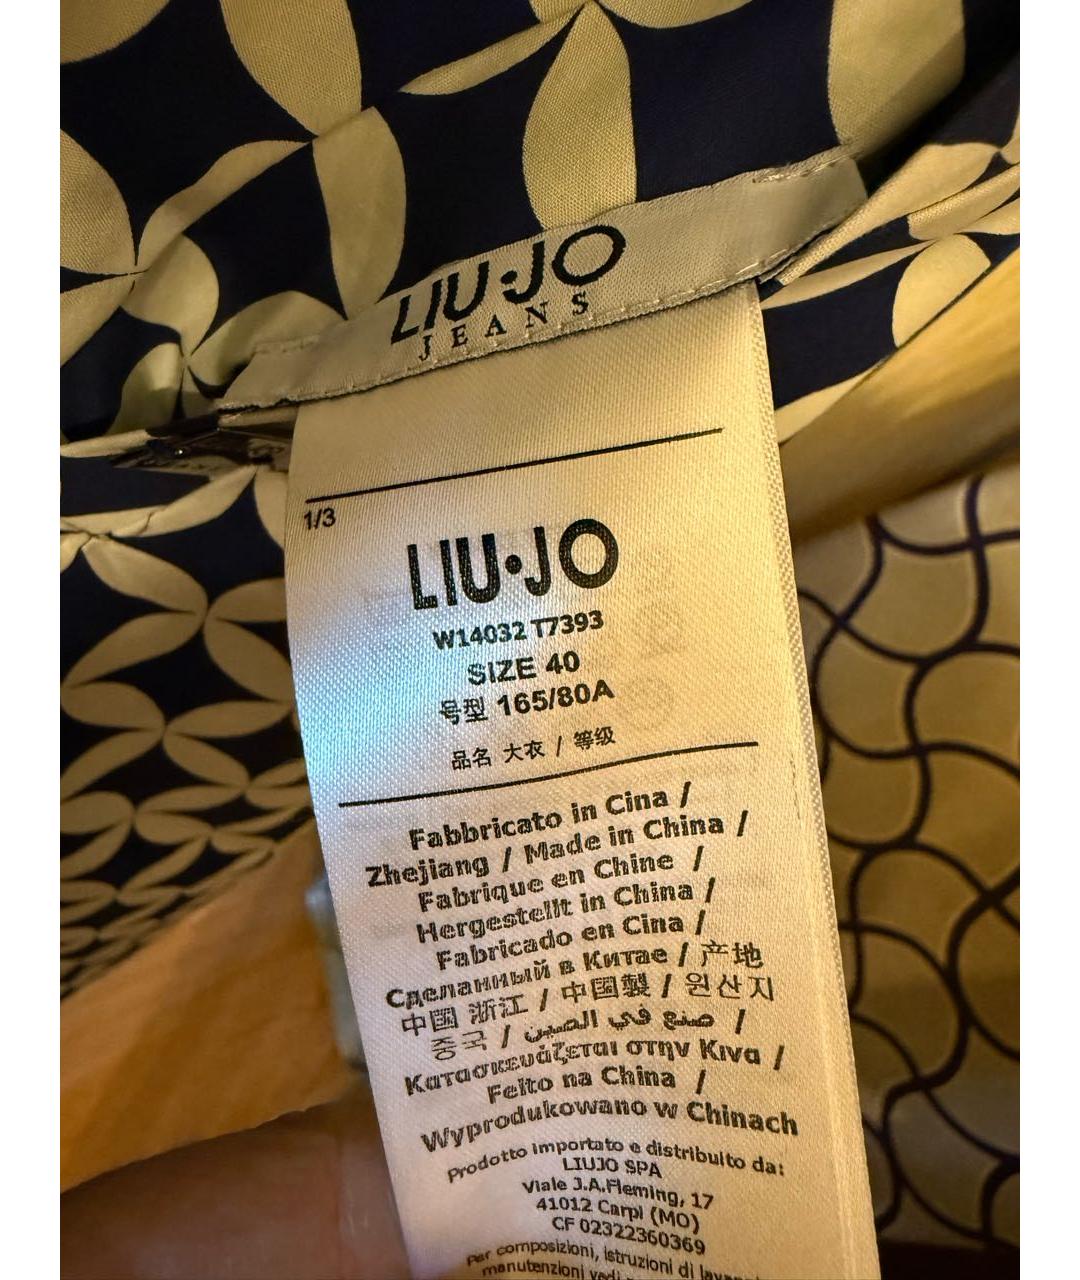 LIU·JO
JEANS
1/3
LIU·JO
W14032 T7393
SIZE 40
号型 165/80A
品名 大衣 / 等级
Fabbricato in Cina /
Zhejiang / Made in China /
Fabriqué en Chine /
Hergestellt in China /
Fabricado en Cina /
Сделанный в Китае / 产地
中国 浙江 / 中国製 / 원산지
중국 / صنع في الصين /
Κατασκευάζεται στην Κινα /
Feito na China /
Wyprodukowano w Chinach
Prodotto importato e distribuito da:
LIUJO SPA
Viale J.A.Fleming, 17
41012 Carpi (MO)
CF 02322360369
Per composizioni, istruzioni di
manutenzioni